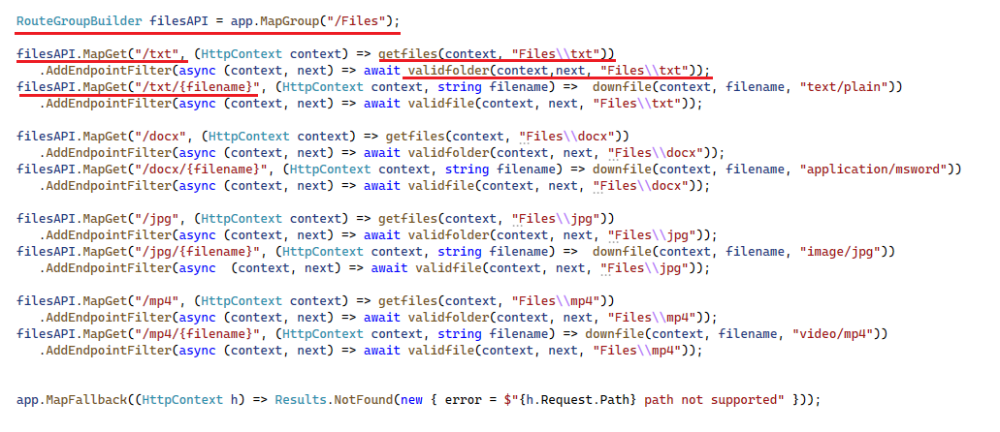 RouteGroupBuilder filesAPI = app.MapGroup("/Files");
filesAPI.MapGet("/txt", (HttpContext context) => getfiles(context, "Files\\txt"))
.AddEndpointFilter(async (context, next) => await validfolder(context,next, "Files\\txt"));
filesAPI.MapGet("/txt/{filename}", (HttpContext context, string filename) =>  downfile(context, filename, "text/plain"))
.AddEndpointFilter(async (context, next) => await validfile(context, next, "Files\\txt"));
filesAPI.MapGet("/docx", (HttpContext context) => getfiles(context, "Files\\docx"))
.AddEndpointFilter(async (context, next) => await validfolder(context, next, "Files\\docx"));
filesAPI.MapGet("/docx/{filename}", (HttpContext context, string filename) => downfile(context, filename, "application/msword"))
.AddEndpointFilter(async (context, next) => await validfile(context, next, "Files\\docx"));
filesAPI.MapGet("/jpg", (HttpContext context) => getfiles(context, "Files\\jpg"))
.AddEndpointFilter(async (context, next) => await validfolder(context, next, "Files\\jpg"));
filesAPI.MapGet("/jpg/{filename}", (HttpContext context, string filename) =>  downfile(context, filename, "image/jpg"))
.AddEndpointFilter(async  (context, next) => await validfile(context, next, "Files\\jpg"));
filesAPI.MapGet("/mp4", (HttpContext context) => getfiles(context, "Files\\mp4"))
.AddEndpointFilter(async (context, next) => await validfolder(context, next, "Files\\mp4"));
filesAPI.MapGet("/mp4/{filename}", (HttpContext context, string filename) => downfile(context, filename, "video/mp4"))
.AddEndpointFilter(async (context, next) => await validfile(context, next, "Files\\mp4"));
app.MapFallback((HttpContext h) => Results.NotFound(new { error = $"{h.Request.Path} path not supported" }));